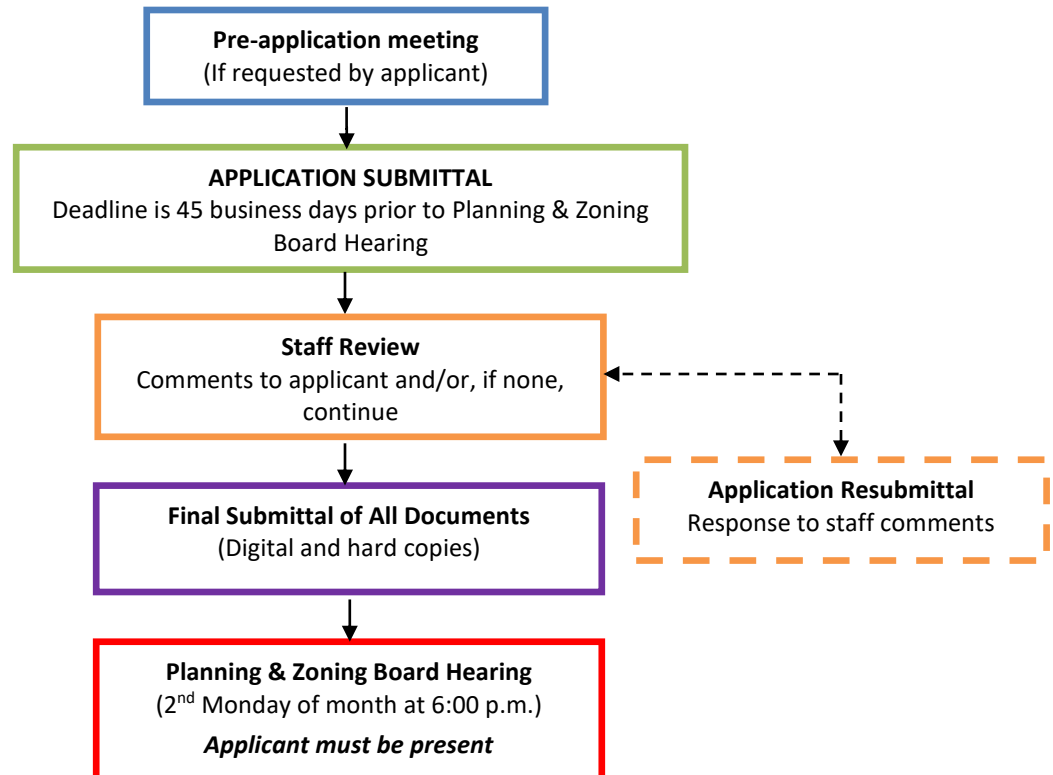 Pre-application meeting
(If requested by applicant)
APPLICATION SUBMITTAL
Deadline is 45 business days prior to Planning & Zoning
Board Hearing
Staff Review
Comments to applicant and/or, if none,
continue
Application Resubmittal
Response to staff comments
Final Submittal of All Documents
(Digital and hard copies)
Planning & Zoning Board Hearing
(2nd Monday of month at 6:00 p.m.)
Applicant must be present